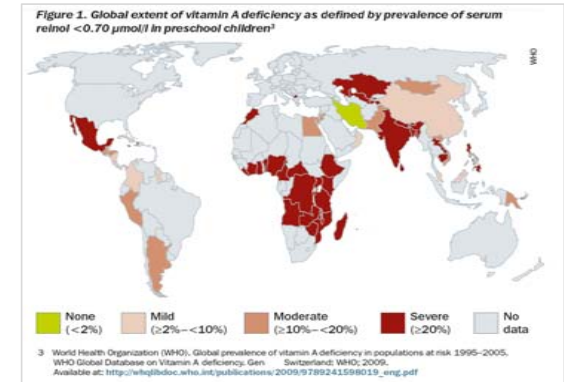 Figure 1. Global extent of vitamin A deficiency as defined by prevalence of serum
reinol <0.70 µmol/l in preschool children³
WHO
None
(<2%)
Mild
(≥2%–<10%)
Moderate
(≥10%–<20%)
Severe
(≥20%)
No
data
3 World Health Organization (WHO). Global prevalence of vitamin A deficiency in populations at risk 1995–2005.
WHO Global Database on Vitamin A deficiency. Gen Switzerland: WHO; 2009.
Available at: http://whqlibdoc.who.int/publications/2009/9789241598019_eng.pdf